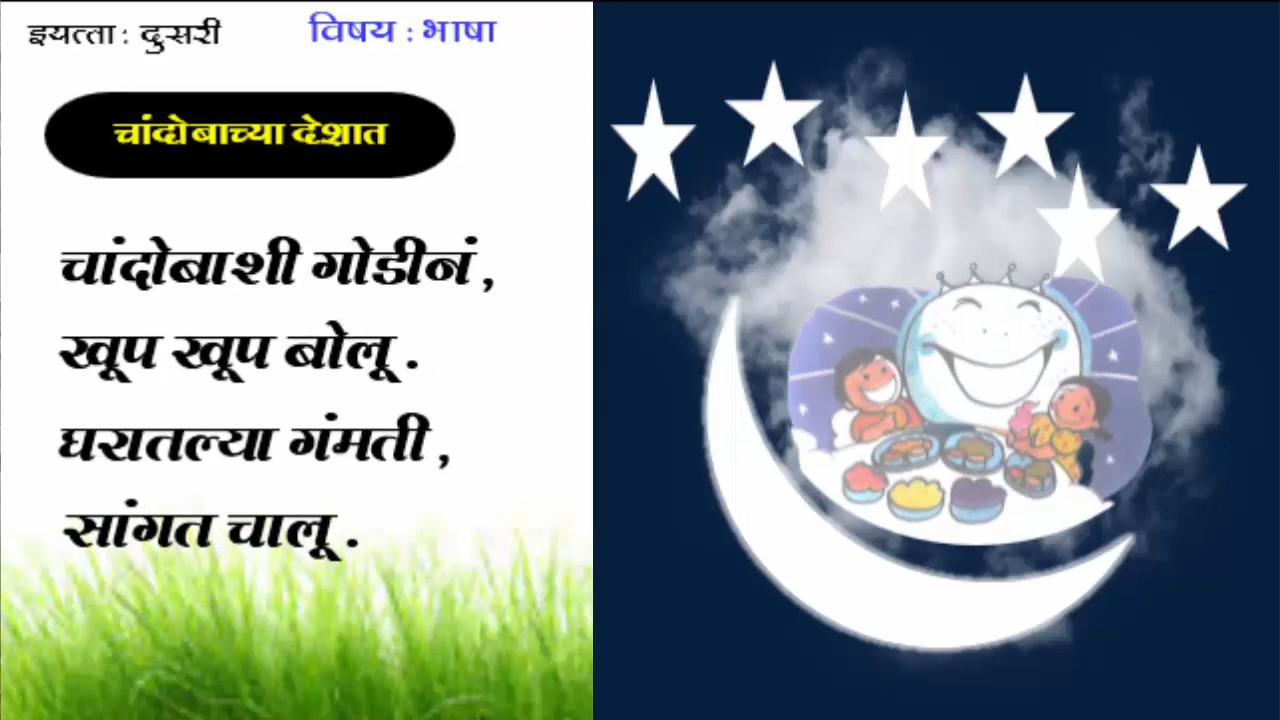 इयत्ता : दुसरी
विषय : भाषा
चांदोबाच्या देशात
चांदोबाशी गोडीनं ,
खूप खूप बोलू .
घरातल्या गंमती ,
सांगत चालू .